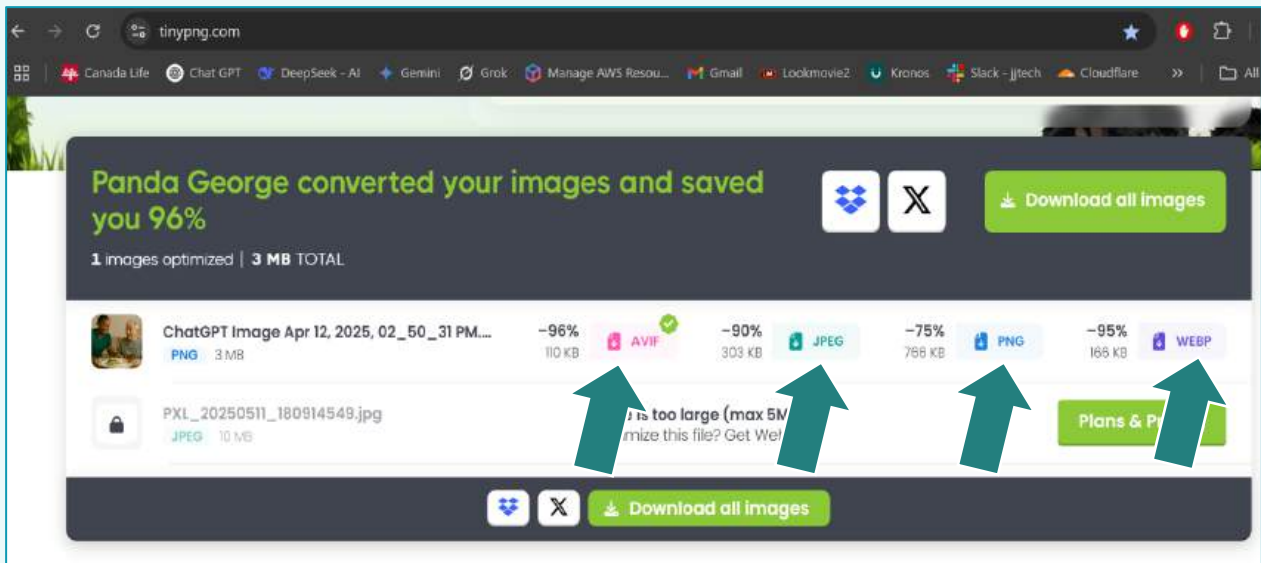 tinypng.com
Canada Life Chat GPT DeepSeek - AI Gemini Grok Manage AWS Resou... Gmail Lookmovie2 Kronos Slack - jjtech Cloudflare » All
Panda George converted your images and saved
you 96%
Download all images
1 images optimized | 3 MB TOTAL
ChatGPT Image Apr 12, 2025, 02_50_31 PM....
PNG 3 MB
-96%
110 KB
AVIF
-90%
303 KB
JPEG
-75%
766 KB
PNG
-95%
166 KB
WEBP
PXL_20250511_180914549.jpg
JPEG 10 MB
is too large (max 5M
mize this file? Get We
Plans & P
Download all images